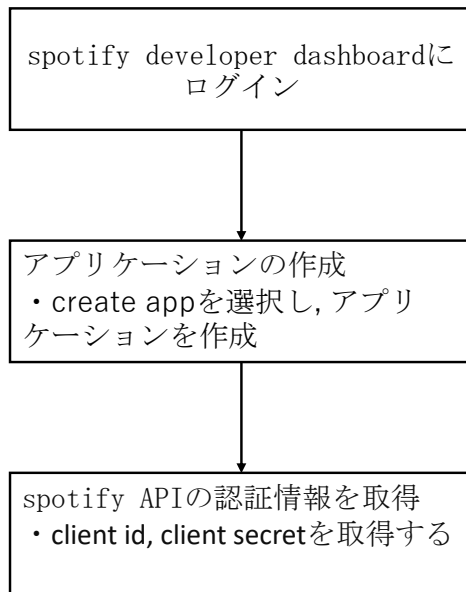 spotify developer dashboardに
ログイン
アプリケーションの作成
・create appを選択し, アプリ
ケーションを作成
spotify APIの認証情報を取得
・client id, client secretを取得する